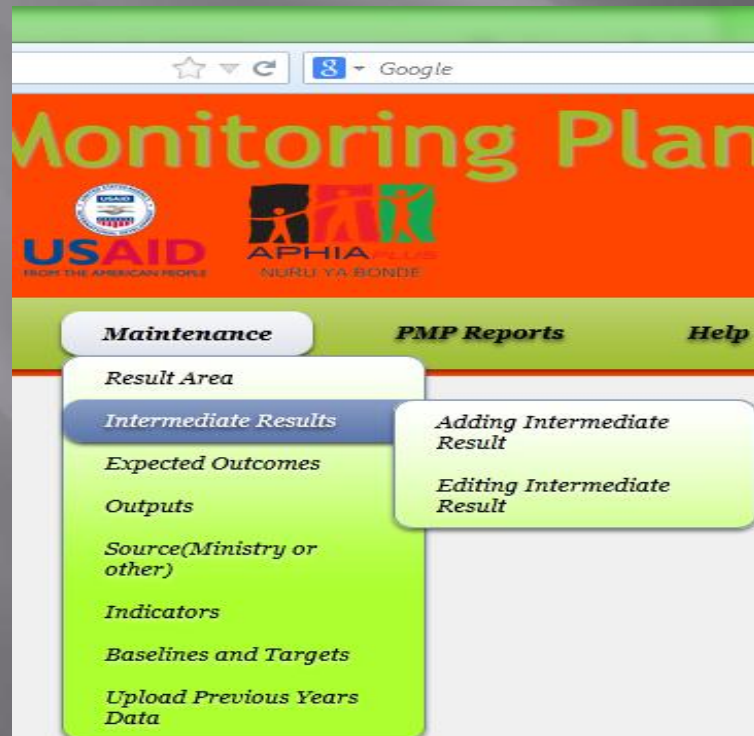 8 Google
Monitoring Plan
USAID
FROM THE AMERICAN PEOPLE
APHIAPLUS
NURU YA BONDE
Maintenance PMP Reports Help
Result Area
Intermediate Results
Adding Intermediate
Result
Editing Intermediate
Result
Expected Outcomes
Outputs
Source(Ministry or
other)
Indicators
Baselines and Targets
Upload Previous Years
Data